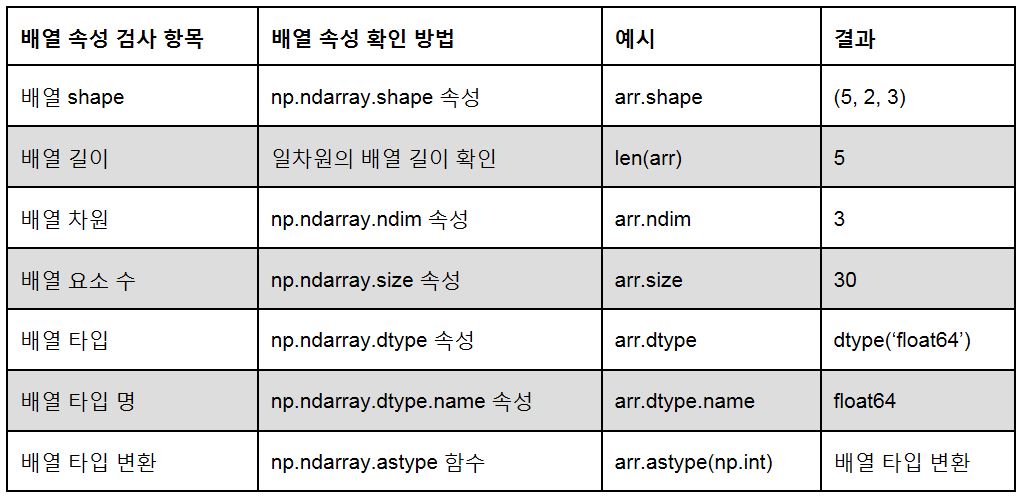 배열 속성 검사 항목 배열 속성 확인 방법 예시 결과
배열 shape np.ndarray.shape 속성 arr.shape (5, 2, 3)
배열 길이 일차원의 배열 길이 확인 len(arr) 5
배열 차원 np.ndarray.ndim 속성 arr.ndim 3
배열 요소 수 np.ndarray.size 속성 arr.size 30
배열 타입 np.ndarray.dtype 속성 arr.dtype dtype(‘float64’)
배열 타입 명 np.ndarray.dtype.name 속성 arr.dtype.name float64
배열 타입 변환 np.ndarray.astype 함수 arr.astype(np.int) 배열 타입 변환